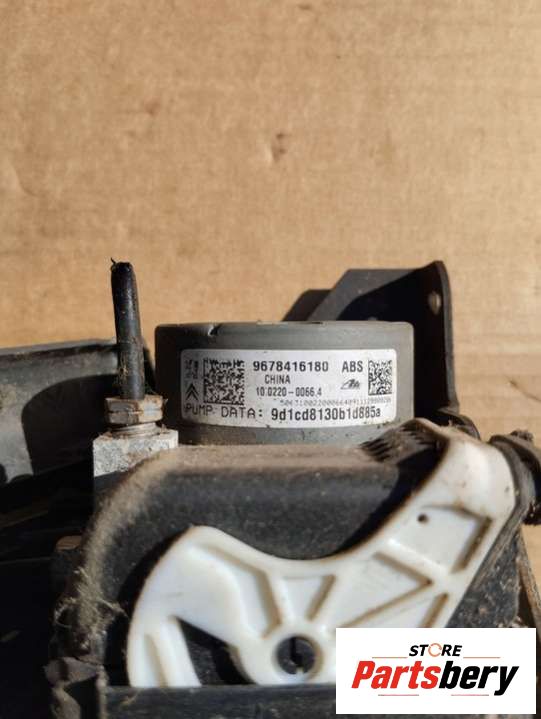 9678416180 ABS
CHINA
10.0220-0066.4
PUMP DATA: 9d1cd8130b1d885a
STORE
Partsbery